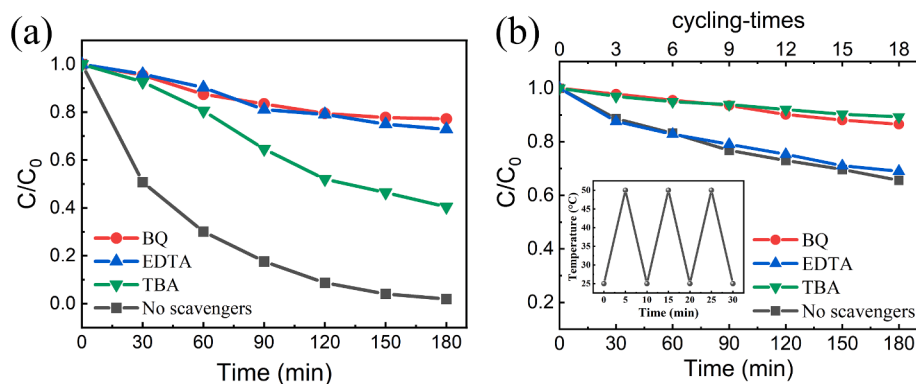 (a)
C/C0
1.0
0.8
0.6
0.4
0.2
0.0
BQ
EDTA
TBA
No scavengers
0 30 60 90 120 150 180
Time (min)
(b)
cycling-times
0 3 6 9 12 15 18
C/C0
1.0
0.8
0.6
0.4
0.2
Temperature (°C)
50
45
40
35
30
25
0 5 10 15 20 25 30
Time (min)
BQ
EDTA
TBA
No scavengers
0 30 60 90 120 150 180
Time (min)